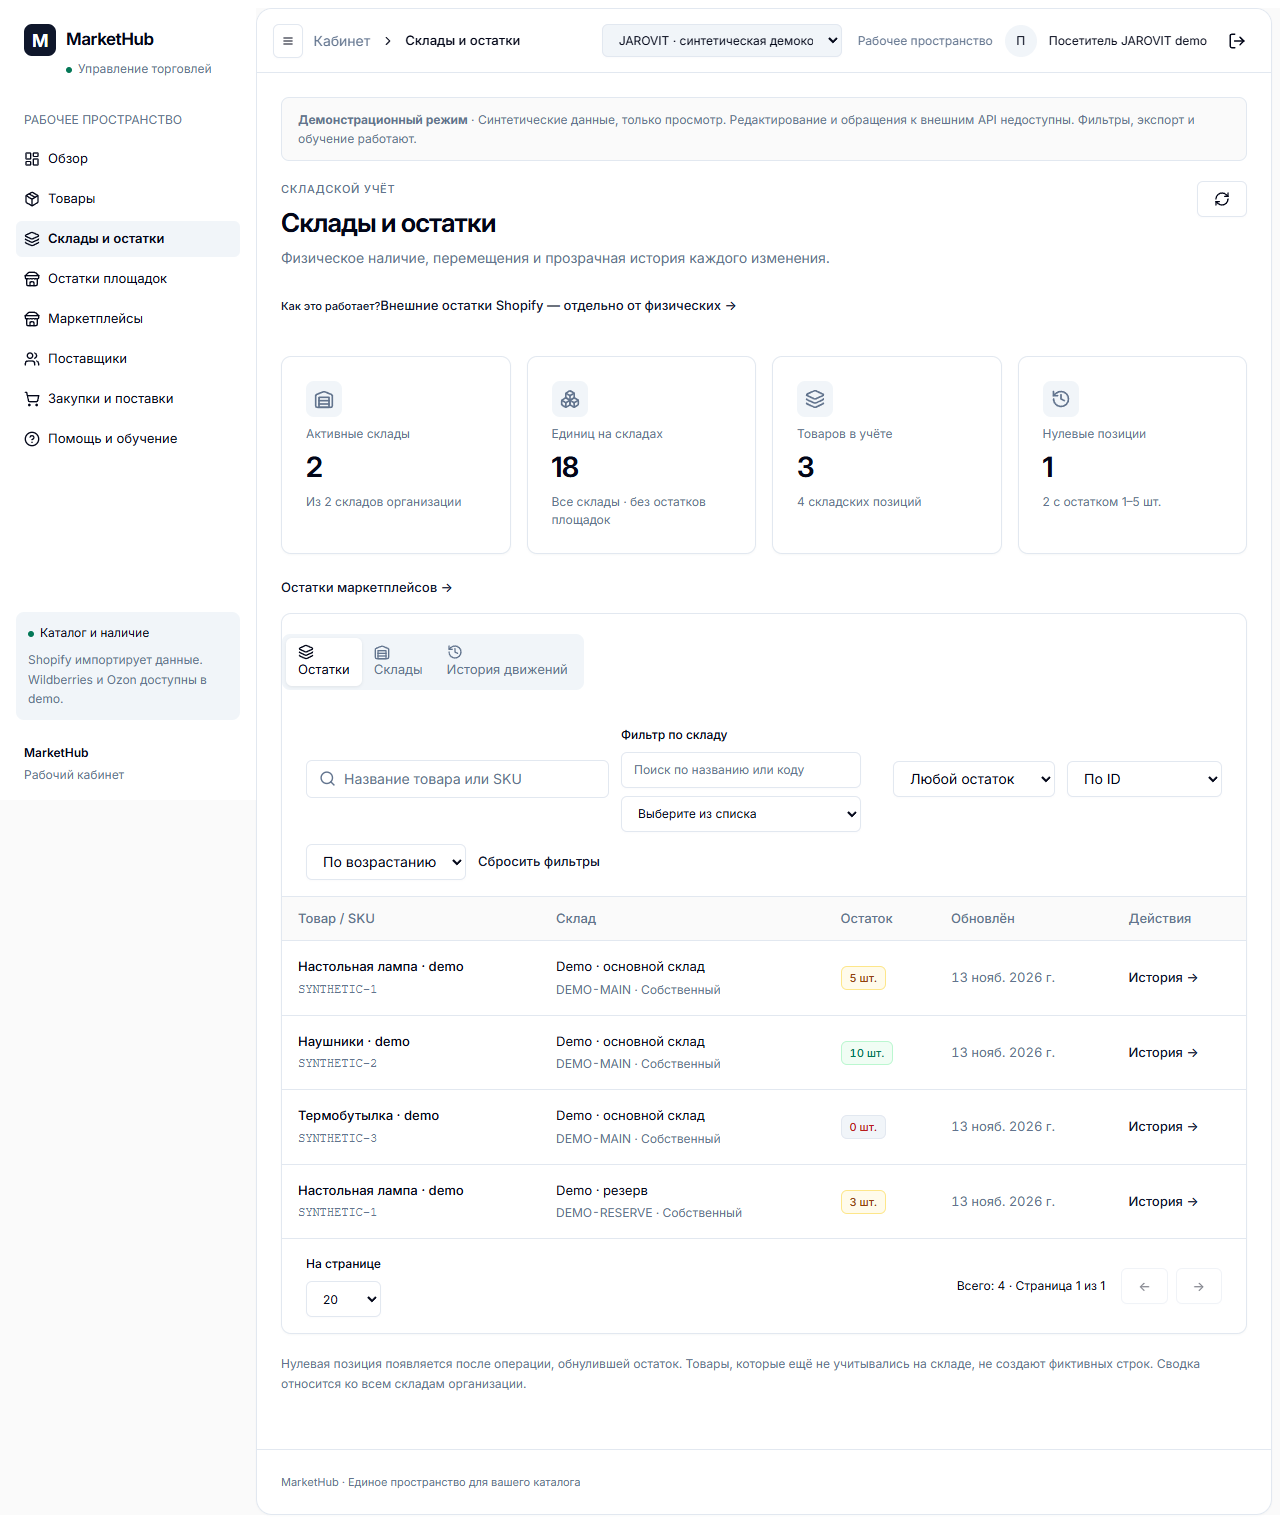 M MarketHub
Управление торговлей
РАБОЧЕЕ ПРОСТРАНСТВО
Обзор
Товары
Склады и остатки
Остатки площадок
Маркетплейсы
Поставщики
Закупки и поставки
Помощь и обучение
Каталог и наличие
Shopify импортирует данные.
Wildberries и Ozon доступны в
demo.
MarketHub
Рабочий кабинет
Кабинет > Склады и остатки
JAROVIT · синтетическая демоко
Рабочее пространство
П
Посетитель JAROVIT demo
Демонстрационный режим · Синтетические данные, только просмотр. Редактирование и обращения к внешним API недоступны. Фильтры, экспорт и
обучение работают.
СКЛАДСКОЙ УЧЁТ
Склады и остатки
Физическое наличие, перемещения и прозрачная история каждого изменения.
Как это работает?Внешние остатки Shopify — отдельно от физических →
Активные склады
2
Из 2 складов организации
Единиц на складах
18
Все склады · без остатков
площадок
Товаров в учёте
3
4 складских позиций
Нулевые позиции
1
2 с остатком 1–5 шт.
Остатки маркетплейсов →
Остатки
Склады
История движений
Название товара или SKU
Фильтр по складу
Поиск по названию или коду
Выберите из списка
Любой остаток
По ID
По возрастанию
Сбросить фильтры
Товар / SKU Склад Остаток Обновлён Действия
Настольная лампа · demo Demo · основной склад 5 шт. 13 нояб. 2026 г. История →
SYNTHETIC-1 DEMO-MAIN · Собственный
Наушники · demo Demo · основной склад 10 шт. 13 нояб. 2026 г. История →
SYNTHETIC-2 DEMO-MAIN · Собственный
Термобутылка · demo Demo · основной склад 0 шт. 13 нояб. 2026 г. История →
SYNTHETIC-3 DEMO-MAIN · Собственный
Настольная лампа · demo Demo · резерв 3 шт. 13 нояб. 2026 г. История →
SYNTHETIC-1 DEMO-RESERVE · Собственный
На странице
20
Всего: 4 · Страница 1 из 1
← →
Нулевая позиция появляется после операции, обнулившей остаток. Товары, которые ещё не учитывались на складе, не создают фиктивных строк. Сводка
относится ко всем складам организации.
MarketHub · Единое пространство для вашего каталога